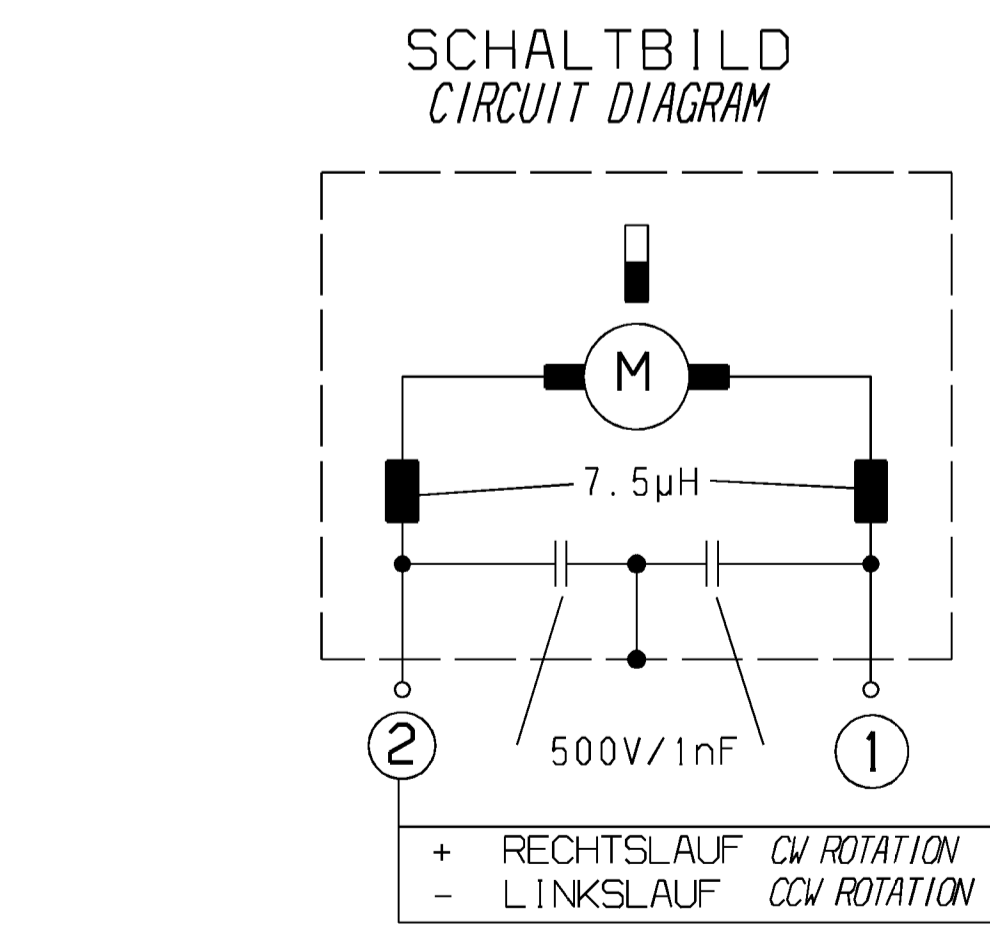 SCHALTBILD
CIRCUIT DIAGRAM
M
7.5µH
2
500V/1nF
1
+ RECHTSLAUF CW ROTATION
- LINKSLAUF CCW ROTATION